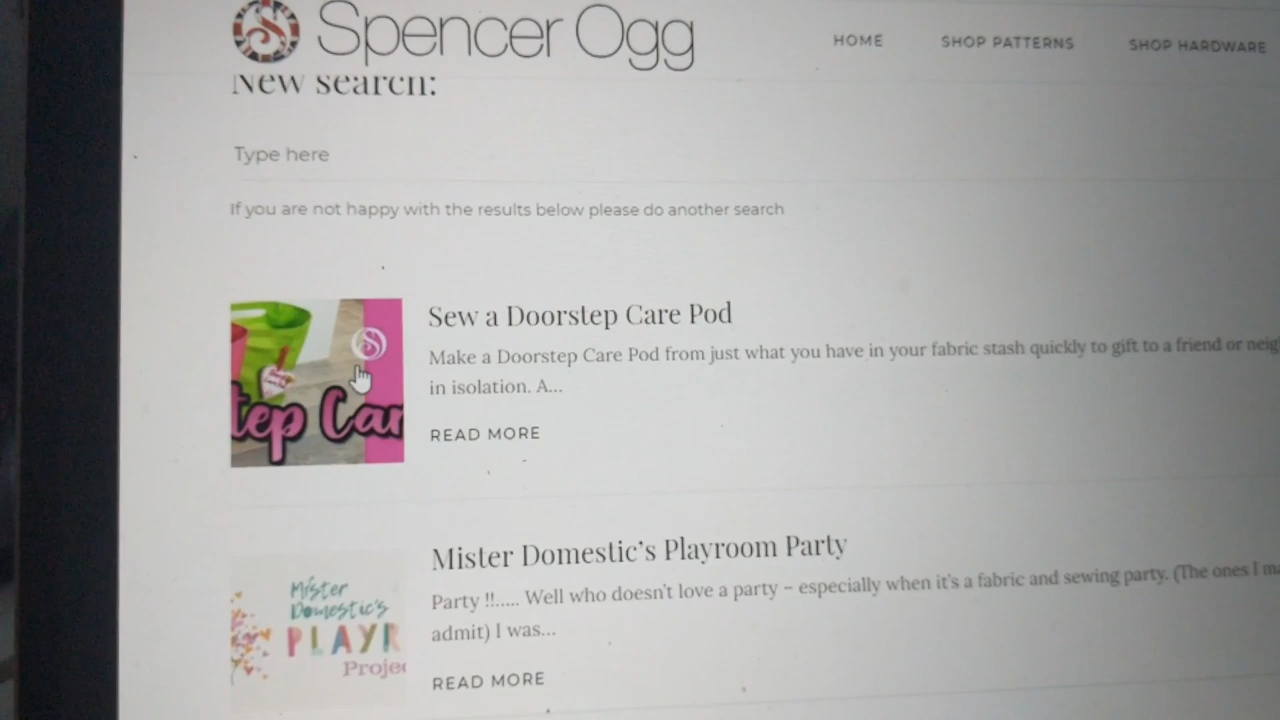 Spencer Ogg
HOME
SHOP PATTERNS
SHOP HARDWARE
New search:
Type here
If you are not happy with the results below please do another search
Sew a Doorstep Care Pod
Make a Doorstep Care Pod from just what you have in your fabric stash quickly to gift to a friend or neig
in isolation. A...
READ MORE
tep Car
Mister Domestic's Playroom Party
Party !!..... Well who doesn't love a party – especially when it's a fabric and sewing party. (The ones I ma
admit) I was...
READ MORE
Mister
Domestic's
PLAYR
Projec